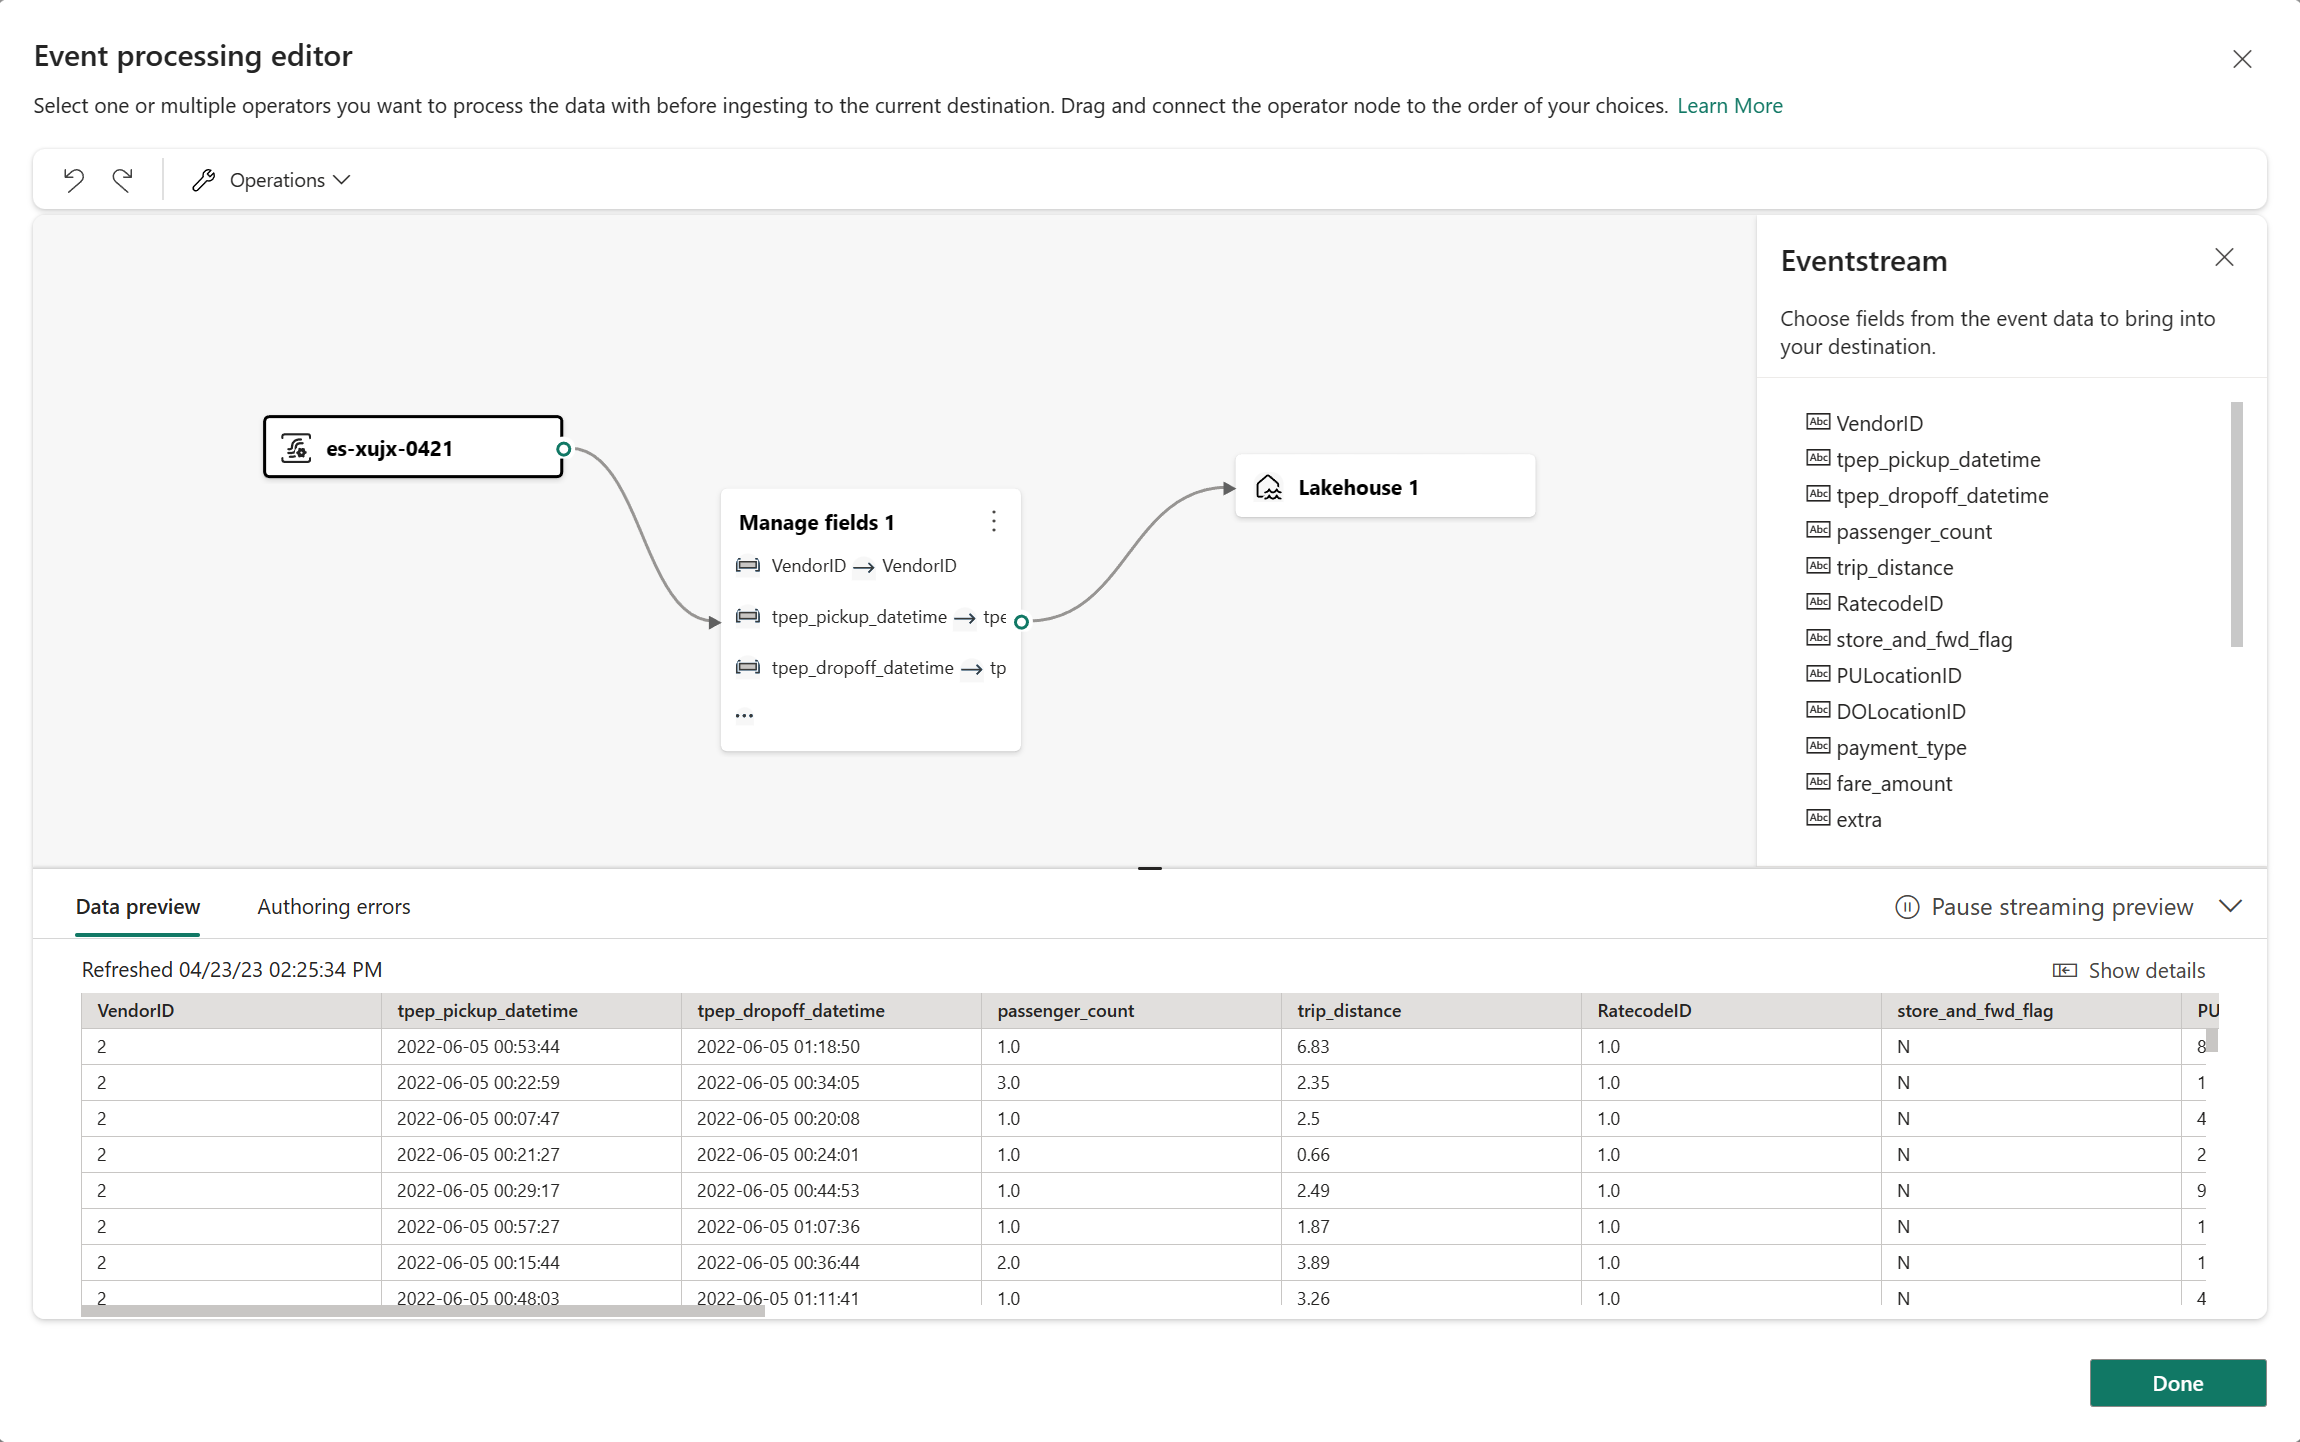 Event processing editor
Select one or multiple operators you want to process the data with before ingesting to the current destination. Drag and connect the operator node to the order of your choices. Learn More
Operations
es-xujx-0421
Manage fields 1
VendorID → VendorID
tpep_pickup_datetime → tpe
tpep_dropoff_datetime → tp
...
Lakehouse 1
Eventstream
Choose fields from the event data to bring into
your destination.
Abc VendorID
Abc tpep_pickup_datetime
Abc tpep_dropoff_datetime
Abc passenger_count
Abc trip_distance
Abc RatecodeID
Abc store_and_fwd_flag
Abc PULocationID
Abc DOLocationID
Abc payment_type
Abc fare_amount
Abc extra
Data preview Authoring errors Pause streaming preview
Refreshed 04/23/23 02:25:34 PM Show details
VendorID tpep_pickup_datetime tpep_dropoff_datetime passenger_count trip_distance RatecodeID store_and_fwd_flag PU
2 2022-06-05 00:53:44 2022-06-05 01:18:50 1.0 6.83 1.0 N 8
2 2022-06-05 00:22:59 2022-06-05 00:34:05 3.0 2.35 1.0 N 1
2 2022-06-05 00:07:47 2022-06-05 00:20:08 1.0 2.5 1.0 N 4
2 2022-06-05 00:21:27 2022-06-05 00:24:01 1.0 0.66 1.0 N 2
2 2022-06-05 00:29:17 2022-06-05 00:44:53 1.0 2.49 1.0 N 9
2 2022-06-05 00:57:27 2022-06-05 01:07:36 1.0 1.87 1.0 N 1
2 2022-06-05 00:15:44 2022-06-05 00:36:44 2.0 3.89 1.0 N 1
2 2022-06-05 00:48:03 2022-06-05 01:11:41 1.0 3.26 1.0 N 4
Done